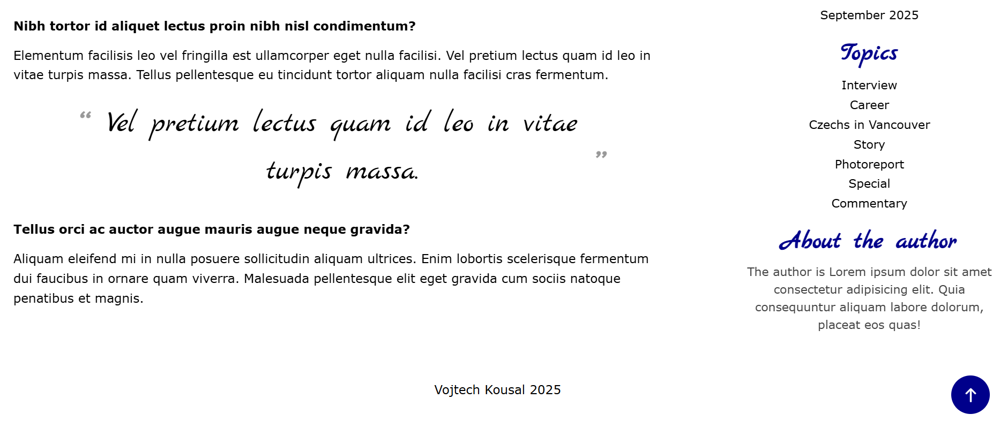 Nibh tortor id aliquet lectus proin nibh nisl condimentum?
Elementum facilisis leo vel fringilla est ullamcorper eget nulla facilisi. Vel pretium lectus quam id leo in
vitae turpis massa. Tellus pellentesque eu tincidunt tortor aliquam nulla facilisi cras fermentum.
“ Vel pretium lectus quam id leo in vitae
turpis massa. ”
Tellus orci ac auctor augue mauris augue neque gravida?
Aliquam eleifend mi in nulla posuere sollicitudin aliquam ultrices. Enim lobortis scelerisque fermentum
dui faucibus in ornare quam viverra. Malesuada pellentesque elit eget gravida cum sociis natoque
penatibus et magnis.
September 2025
Topics
Interview
Career
Czechs in Vancouver
Story
Photoreport
Special
Commentary
About the author
The author is Lorem ipsum dolor sit amet
consectetur adipisicing elit. Quia
consequuntur aliquam labore dolorum,
placeat eos quas!
Vojtech Kousal 2025